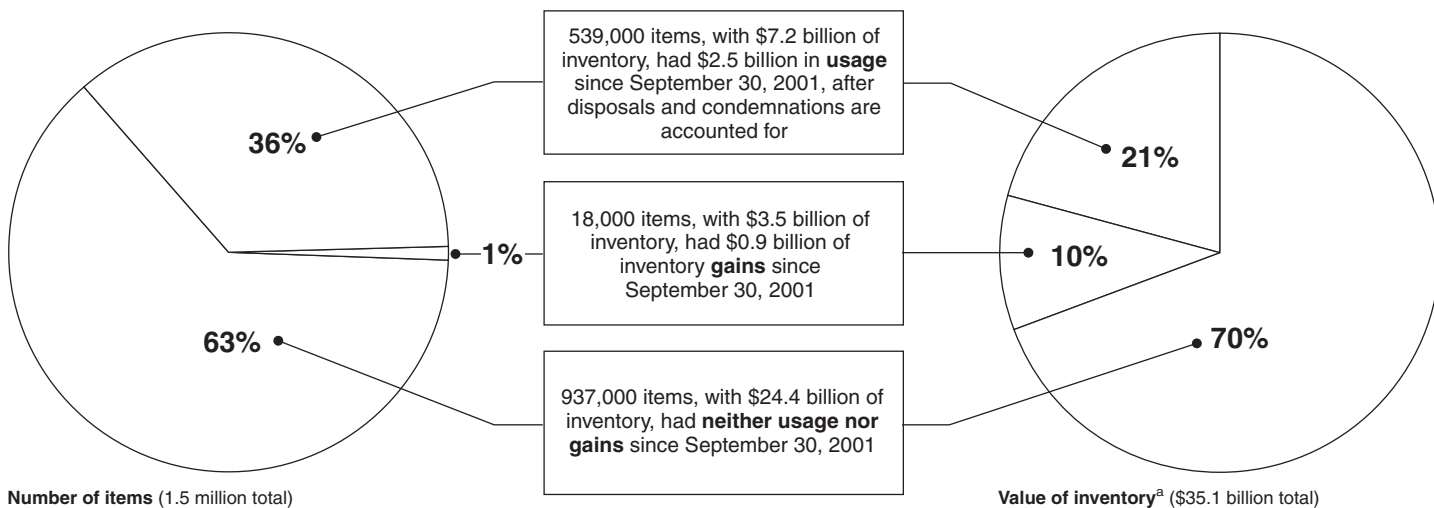 539,000 items, with $7.2 billion of
inventory, had $2.5 billion in usage
since September 30, 2001, after
disposals and condemnations are
accounted for
36%
21%
18,000 items, with $3.5 billion of
inventory, had $0.9 billion of
inventory gains since
September 30, 2001
1%
10%
63%
70%
937,000 items, with $24.4 billion of
inventory, had neither usage nor
gains since September 30, 2001
Number of items (1.5 million total)
Value of inventoryᵃ ($35.1 billion total)